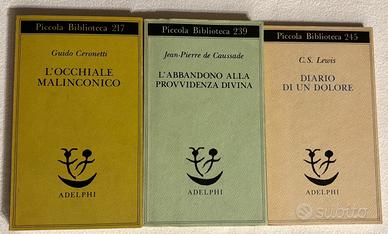 Piccola Biblioteca 217
Guido Ceronetti
L'OCCHIALE
MALINCONICO
ADELPHI
Piccola Biblioteca 239
Jean-Pierre de Caussade
L'ABBANDONO ALLA
PROVVIDENZA DIVINA
ADELPHI
Piccola Biblioteca 245
C.S. Lewis
DIARIO
DI UN DOLORE
ADELPHI
subito